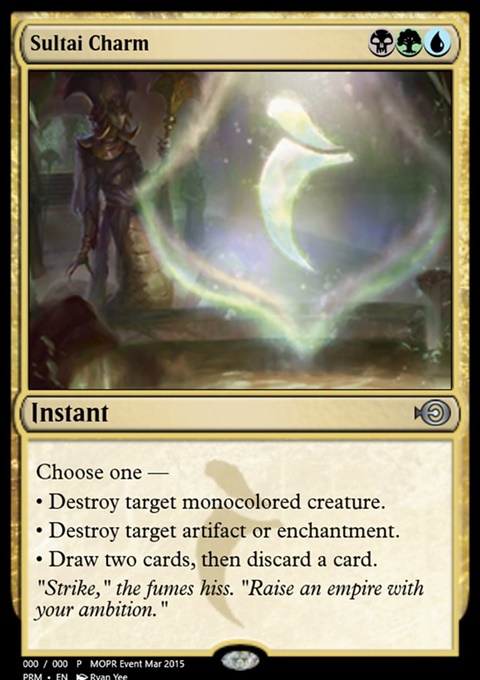 Sultai Charm
Instant
Choose one —
• Destroy target monocolored creature.
• Destroy target artifact or enchantment.
• Draw two cards, then discard a card.
"Strike," the fumes hiss. "Raise an empire with
your ambition."
000 / 000 P MOPR Event Mar 2015
PRM • EN Ryan Yee